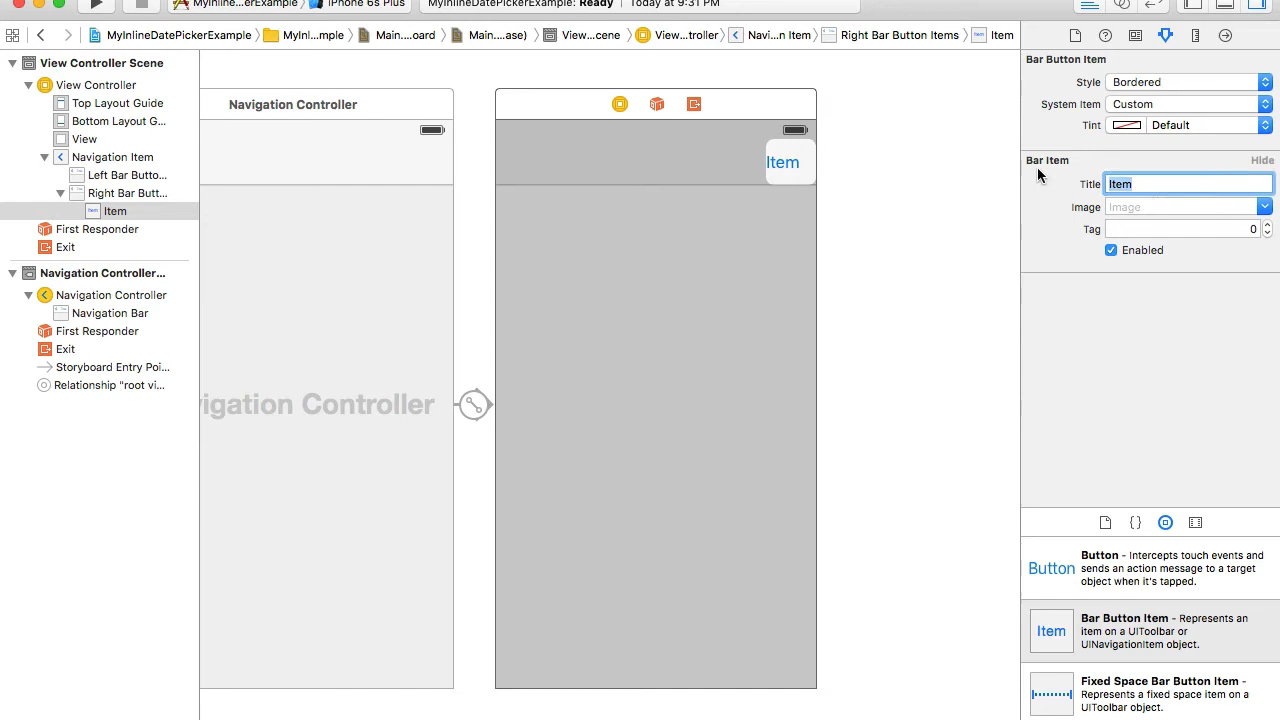 MyInline...erExample
iPhone 6s Plus
MyInlineDatePickerExample: Ready
Today at 9:31 PM
MyInlineDatePickerExample
MyInl...mple
Main....oard
Main....ase)
View...cene
View...troller
Navi...n Item
Right Bar Button Items
Item
View Controller Scene
View Controller
Top Layout Guide
Bottom Layout G...
View
Navigation Item
Left Bar Butto...
Right Bar Butt...
Item
First Responder
Exit
Navigation Controller...
Navigation Controller
Navigation Bar
First Responder
Exit
Storyboard Entry Poi...
Relationship "root vi...
Navigation Controller
vigation Controller
Item
Bar Button Item
Style Bordered
System Item Custom
Tint Default
Bar Item Hide
Title Item
Image Image
Tag 0
Enabled
Button
Button - Intercepts touch events and
sends an action message to a target
object when it's tapped.
Item
Bar Button Item - Represents an
item on a UIToolbar or
UINavigationItem object.
Fixed Space Bar Button Item -
Represents a fixed space item on a
UIToolbar object.